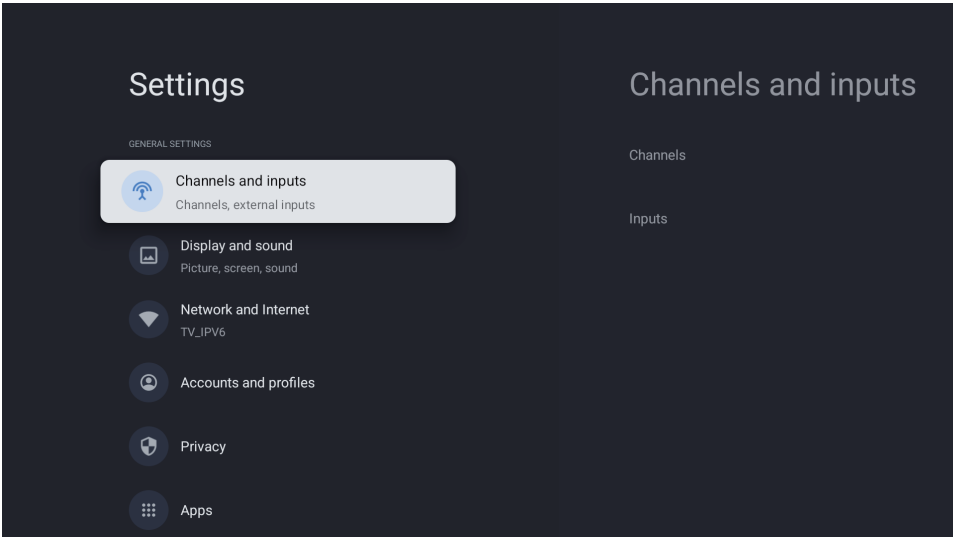 Settings
GENERAL SETTINGS
Channels and inputs
Channels, external inputs
Display and sound
Picture, screen, sound
Network and Internet
TV_IPV6
Accounts and profiles
Privacy
Apps
Channels and inputs
Channels
Inputs